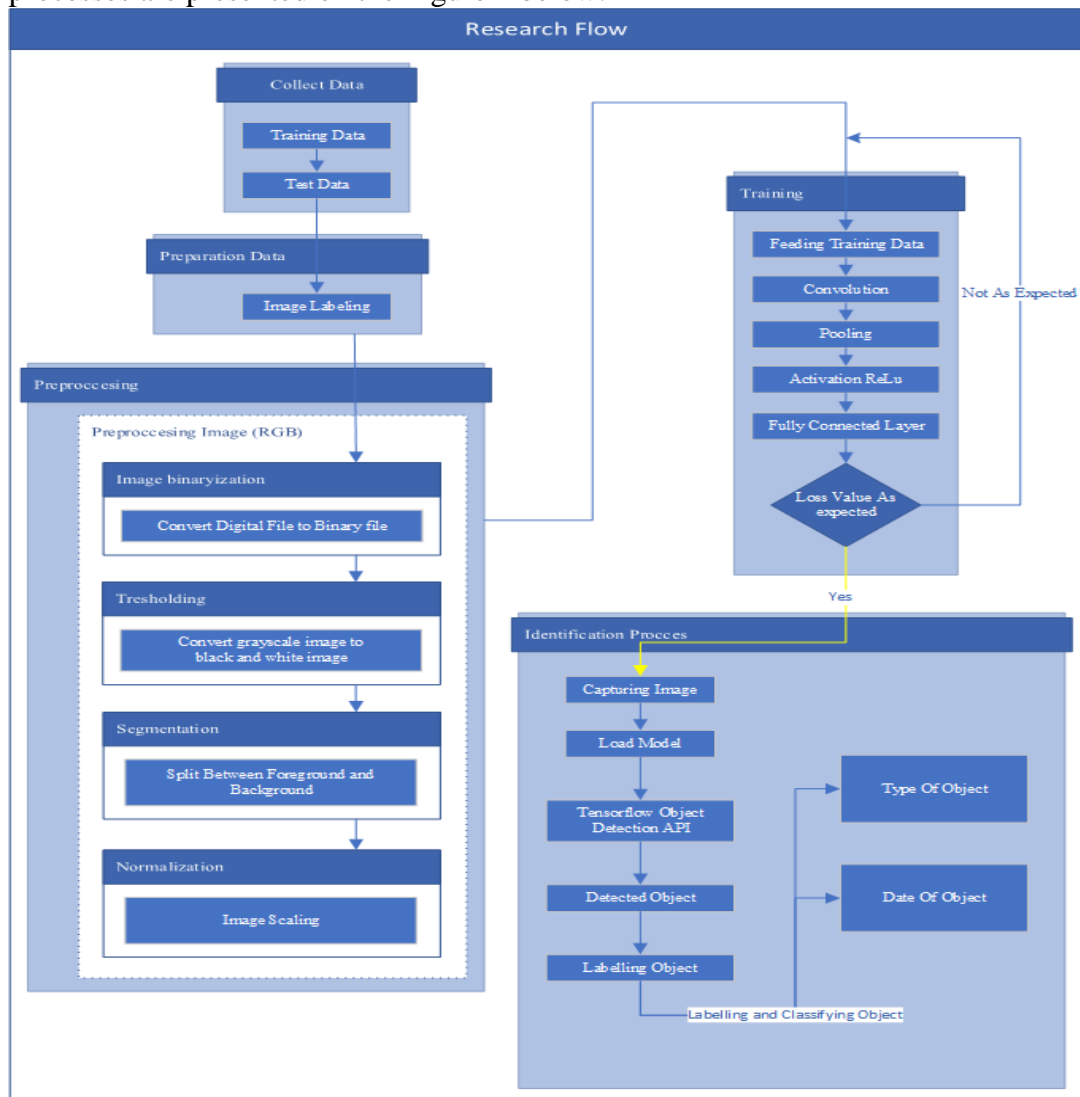 Research Flow
Collect Data
Training Data
Test Data
Preparation Data
Image Labeling
Preproccesing
Preproccesing Image (RGB)
Image binaryization
Convert Digital File to Binary file
Tresholding
Convert grayscale image to
black and white image
Segmentation
Split Between Foreground and
Background
Normalization
Image Scaling
Training
Feeding Training Data
Convolution
Pooling
Activation ReLu
Fully Connected Layer
Loss Value As
expected
Not As Expected
Yes
Identification Procces
Capturing Image
Load Model
Tensorflow Object
Detection API
Detected Object
Labelling Object
Labelling and Classifying Object
Type Of Object
Date Of Object